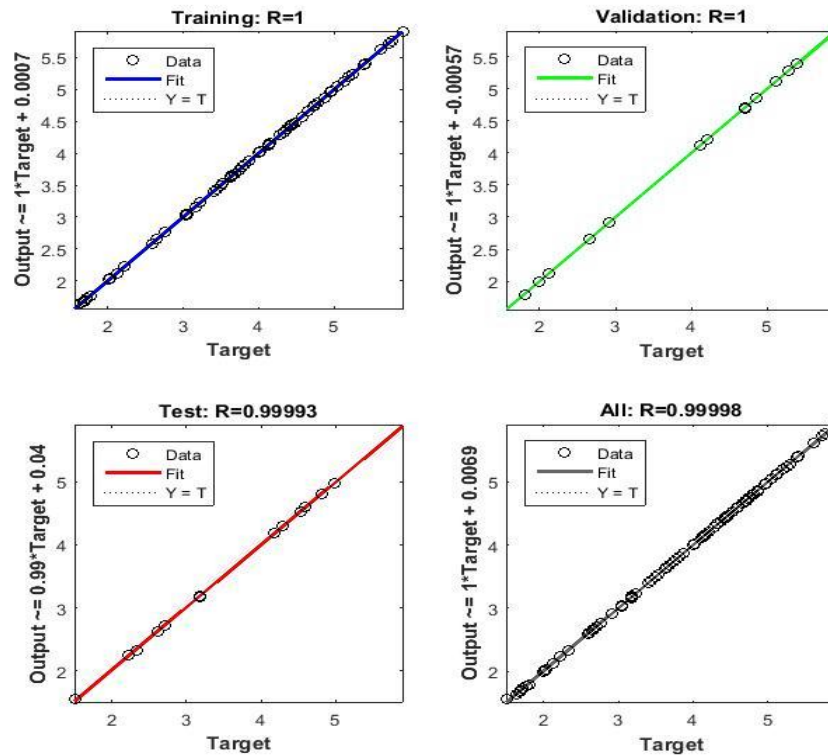 Training: R=1
Output ~= 1*Target + 0.0007
Data
Fit
Y = T
5.5
5
4.5
4
3.5
3
2.5
2
2 3 4 5
Target
Validation: R=1
Output ~= 1*Target + -0.00057
Data
Fit
Y = T
5.5
5
4.5
4
3.5
3
2.5
2
2 3 4 5
Target
Test: R=0.99993
Output ~= 0.99*Target + 0.04
Data
Fit
Y = T
5
4
3
2
2 3 4 5
Target
All: R=0.99998
Output ~= 1*Target + 0.0069
Data
Fit
Y = T
5
4
3
2
2 3 4 5
Target